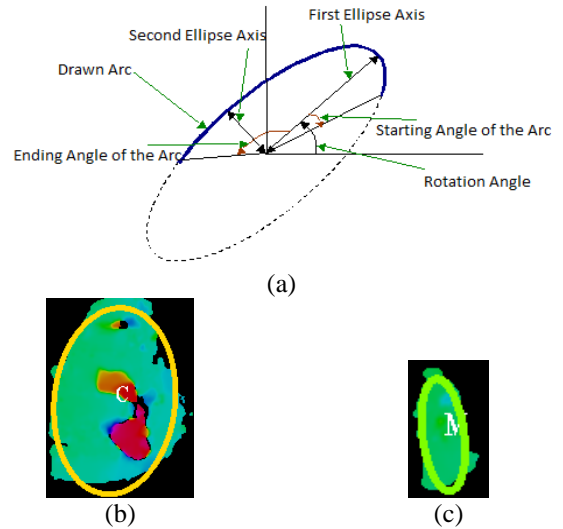 First Ellipse Axis
Second Ellipse Axis
Drawn Arc
Starting Angle of the Arc
Ending Angle of the Arc
Rotation Angle
(a)
C
M
(b)
(c)